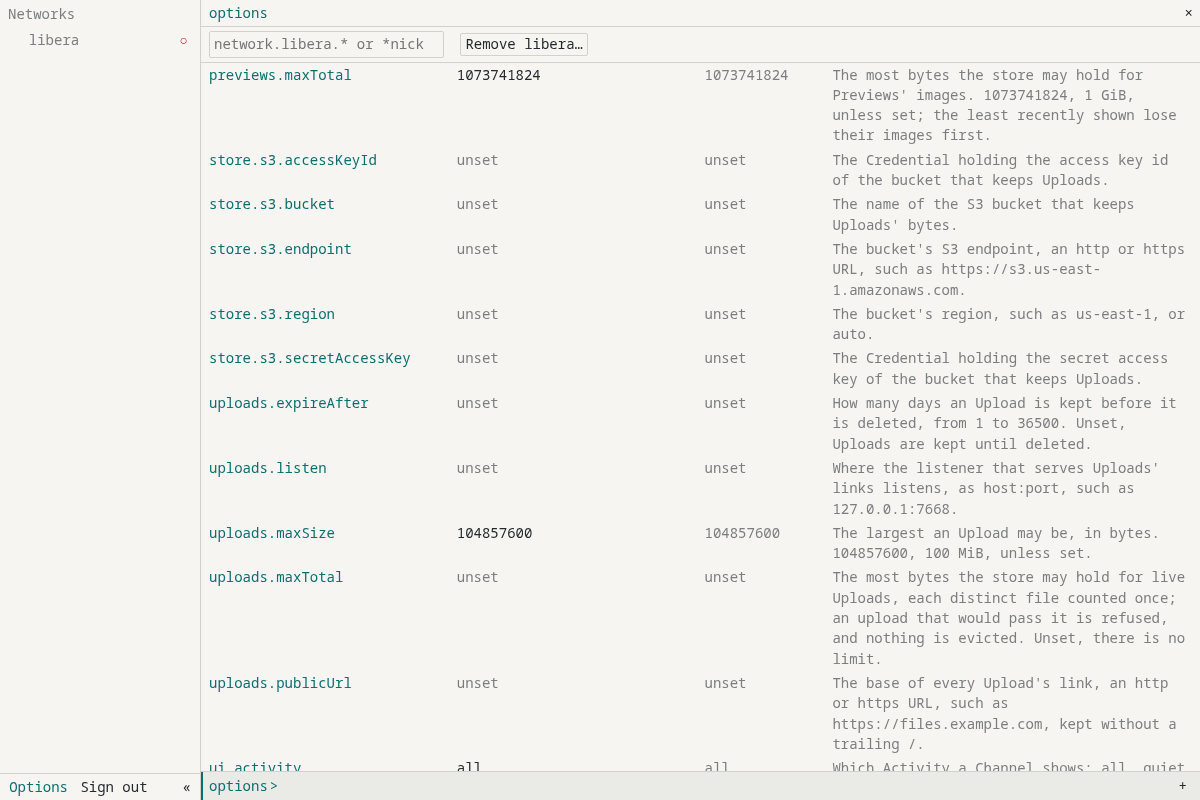 Networks
libera
Options Sign out «
options ×
network.libera.* or *nick Remove libera…
previews.maxTotal 1073741824 1073741824 The most bytes the store may hold for
Previews' images. 1073741824, 1 GiB,
unless set; the least recently shown lose
their images first.
store.s3.accessKeyId unset unset The Credential holding the access key id
of the bucket that keeps Uploads.
store.s3.bucket unset unset The name of the S3 bucket that keeps
Uploads' bytes.
store.s3.endpoint unset unset The bucket's S3 endpoint, an http or https
URL, such as https://s3.us-east-
1.amazonaws.com.
store.s3.region unset unset The bucket's region, such as us-east-1, or
auto.
store.s3.secretAccessKey unset unset The Credential holding the secret access
key of the bucket that keeps Uploads.
uploads.expireAfter unset unset How many days an Upload is kept before it
is deleted, from 1 to 36500. Unset,
Uploads are kept until deleted.
uploads.listen unset unset Where the listener that serves Uploads'
links listens, as host:port, such as
127.0.0.1:7668.
uploads.maxSize 104857600 104857600 The largest an Upload may be, in bytes.
104857600, 100 MiB, unless set.
uploads.maxTotal unset unset The most bytes the store may hold for live
Uploads, each distinct file counted once;
an upload that would pass it is refused,
and nothing is evicted. Unset, there is no
limit.
uploads.publicUrl unset unset The base of every Upload's link, an http
or https URL, such as
https://files.example.com, kept without a
trailing /.
ui.activity all all Which Activity a Channel shows: all, quiet
options> +